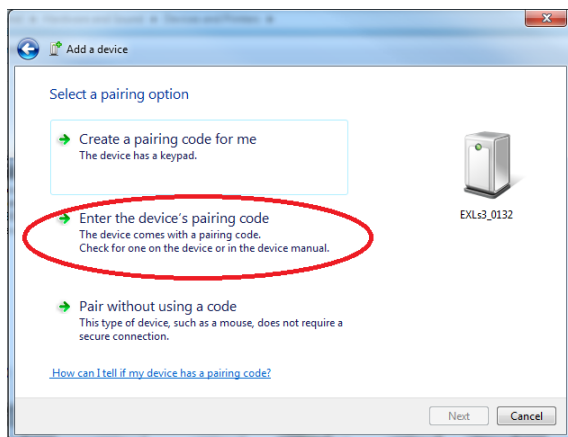 Add a device
Select a pairing option
Create a pairing code for me
The device has a keypad.
Enter the device's pairing code
The device comes with a pairing code.
Check for one on the device or in the device manual.
EXLs3_0132
Pair without using a code
This type of device, such as a mouse, does not require a
secure connection.
How can I tell if my device has a pairing code?
Next
Cancel